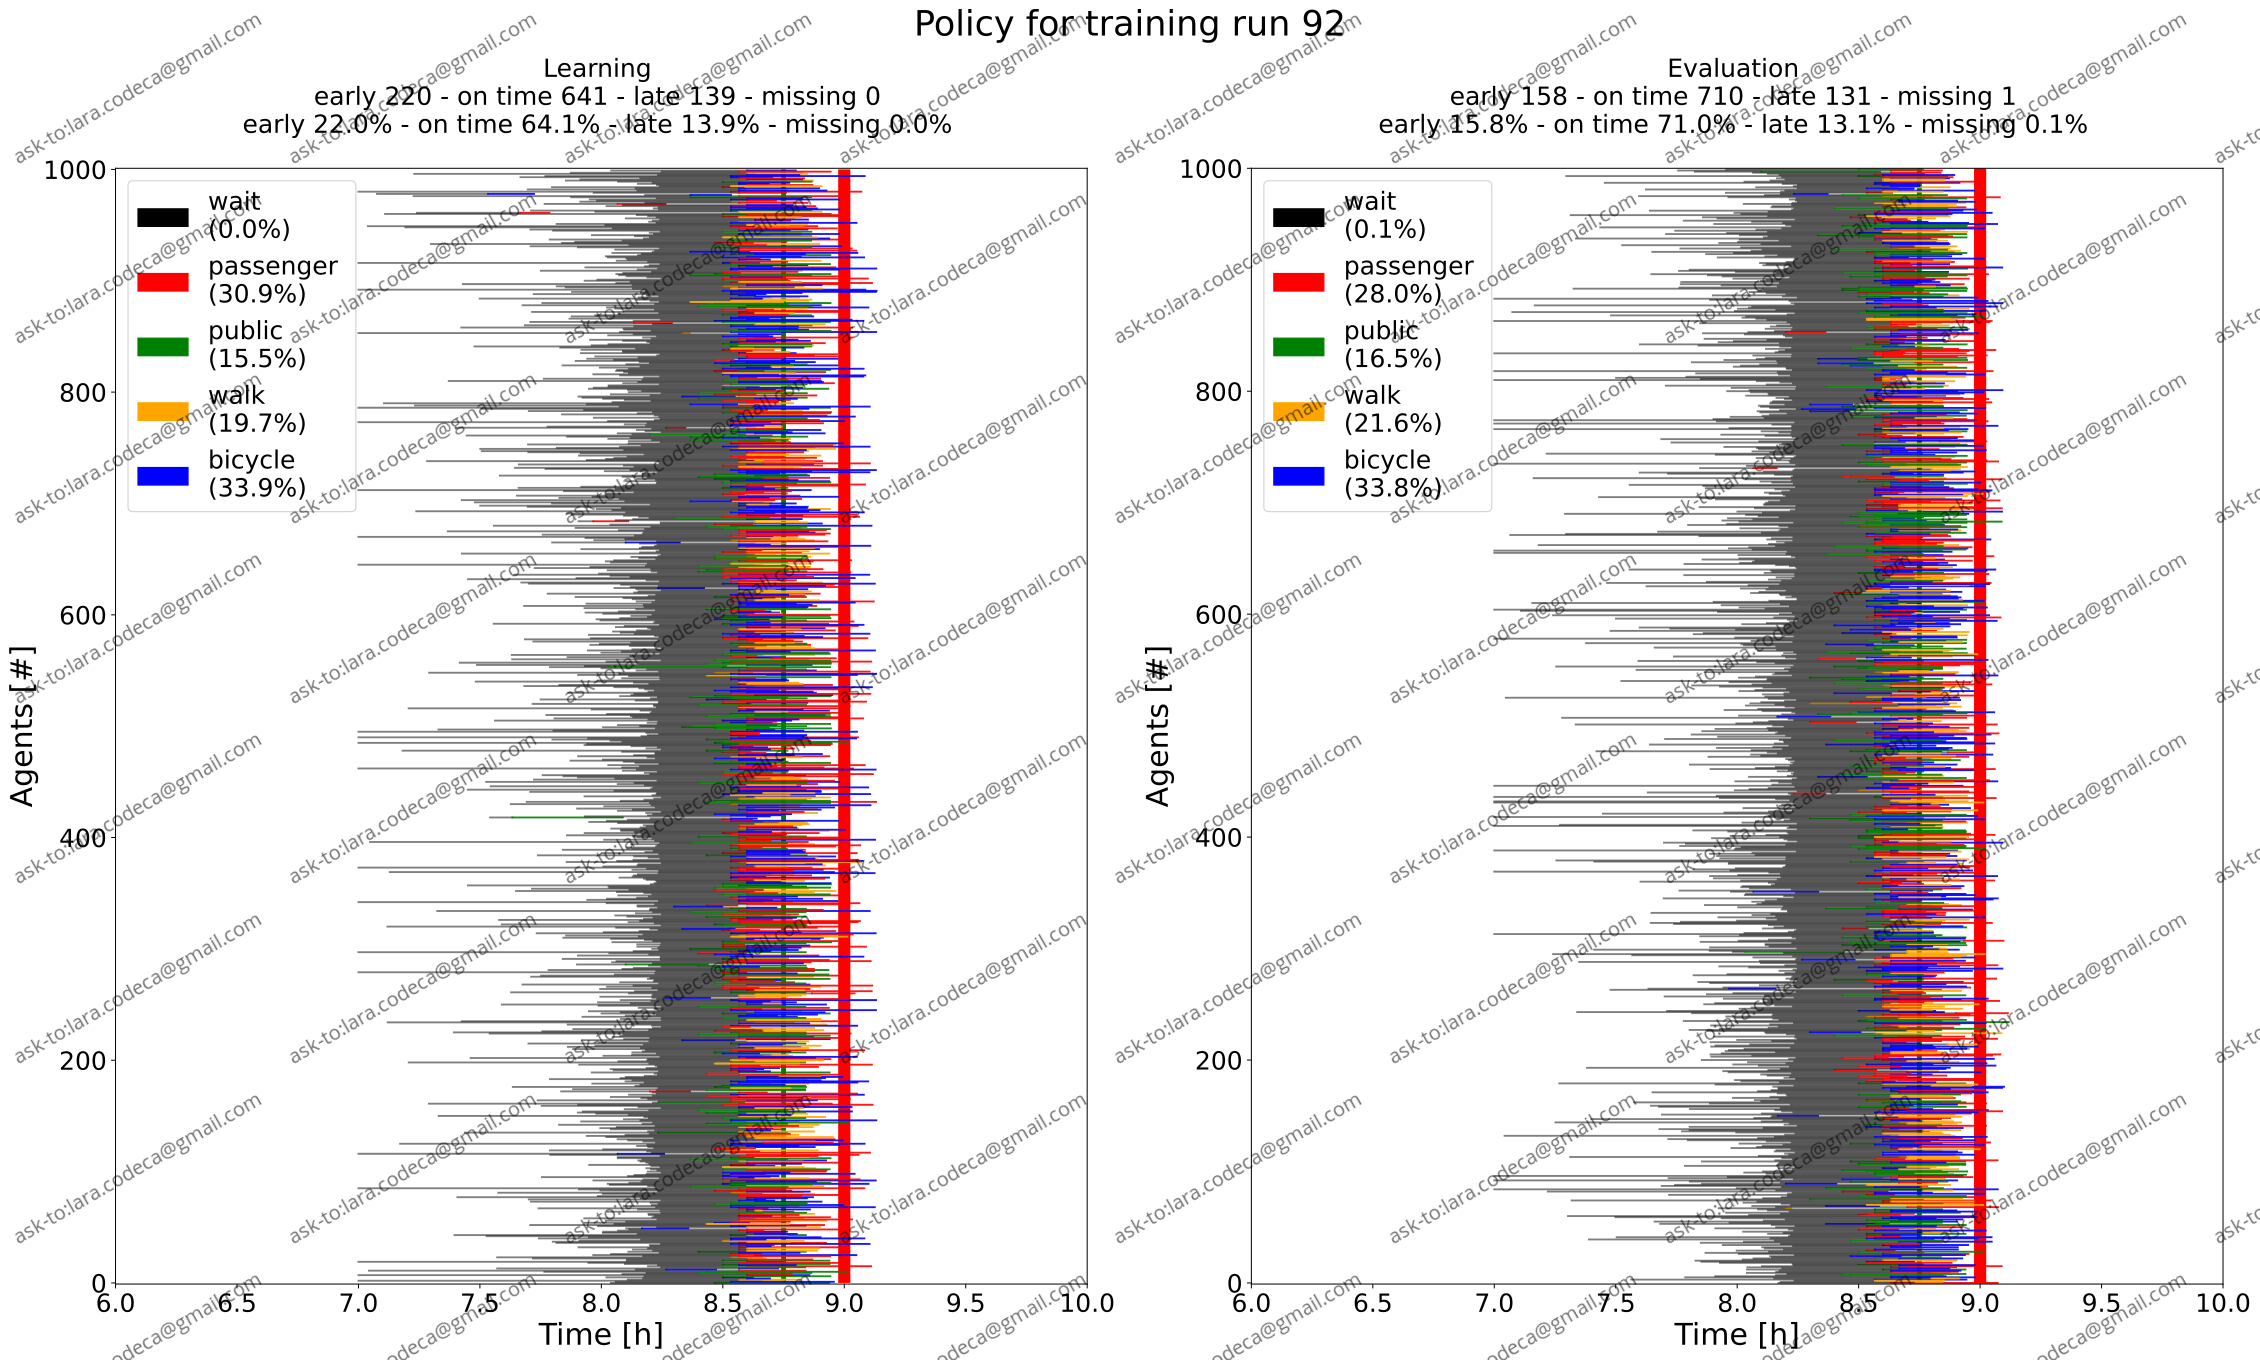 Policy for training run 92
Learning
early 220 - on time 641 - late 139 - missing 0
early 22.0% - on time 64.1% - late 13.9% - missing 0.0%
1000
800
600
400
200
0
Agents [#]
wait
(0.0%)
passenger
(30.9%)
public
(15.5%)
walk
(19.7%)
bicycle
(33.9%)
6.0 6.5 7.0 7.5 8.0 8.5 9.0 9.5 10.0
Time [h]
Evaluation
early 158 - on time 710 - late 131 - missing 1
early 15.8% - on time 71.0% - late 13.1% - missing 0.1%
1000
800
600
400
200
0
Agents [#]
wait
(0.1%)
passenger
(28.0%)
public
(16.5%)
walk
(21.6%)
bicycle
(33.8%)
6.0 6.5 7.0 7.5 8.0 8.5 9.0 9.5 10.0
Time [h]
ask-to:lara.codeca@gmail.com